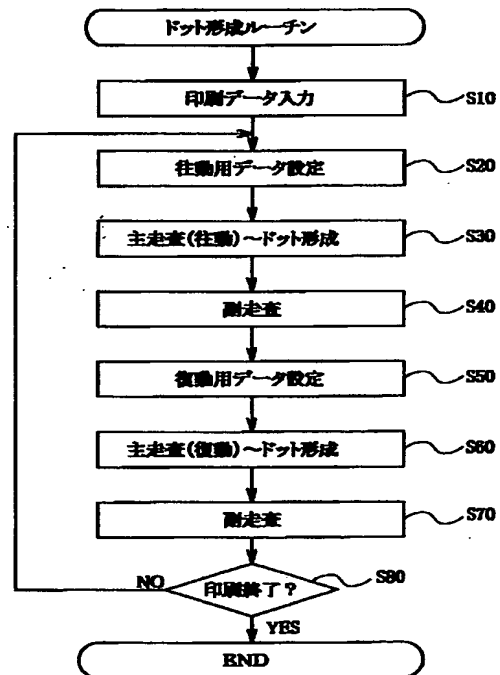 ドット形成ルーチン
印刷データ入力
S10
往動用データ設定
S20
主走査(往動)~ドット形成
S30
副走査
S40
復動用データ設定
S50
主走査(復動)~ドット形成
S60
副走査
S70
印刷終了?
S80
NO
YES
END